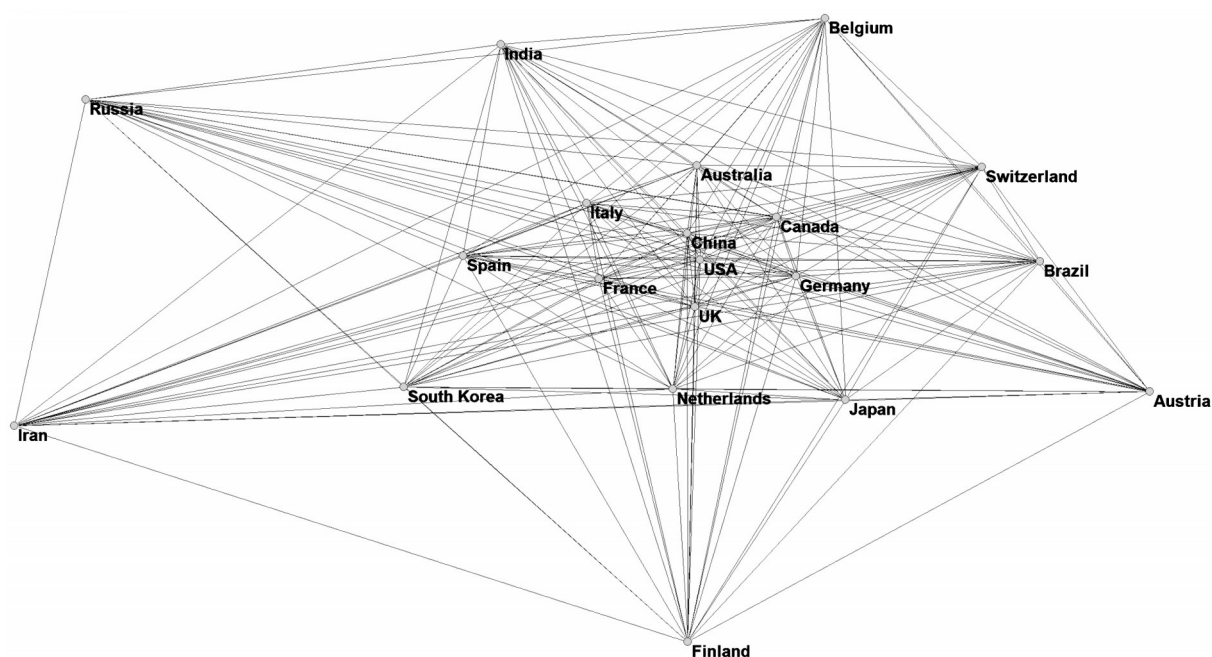 Belgium
India
Russia
Australia
Switzerland
Italy
Canada
China
Spain
USA
Brazil
France
Germany
UK
South Korea
Netherlands
Japan
Austria
Iran
Finland